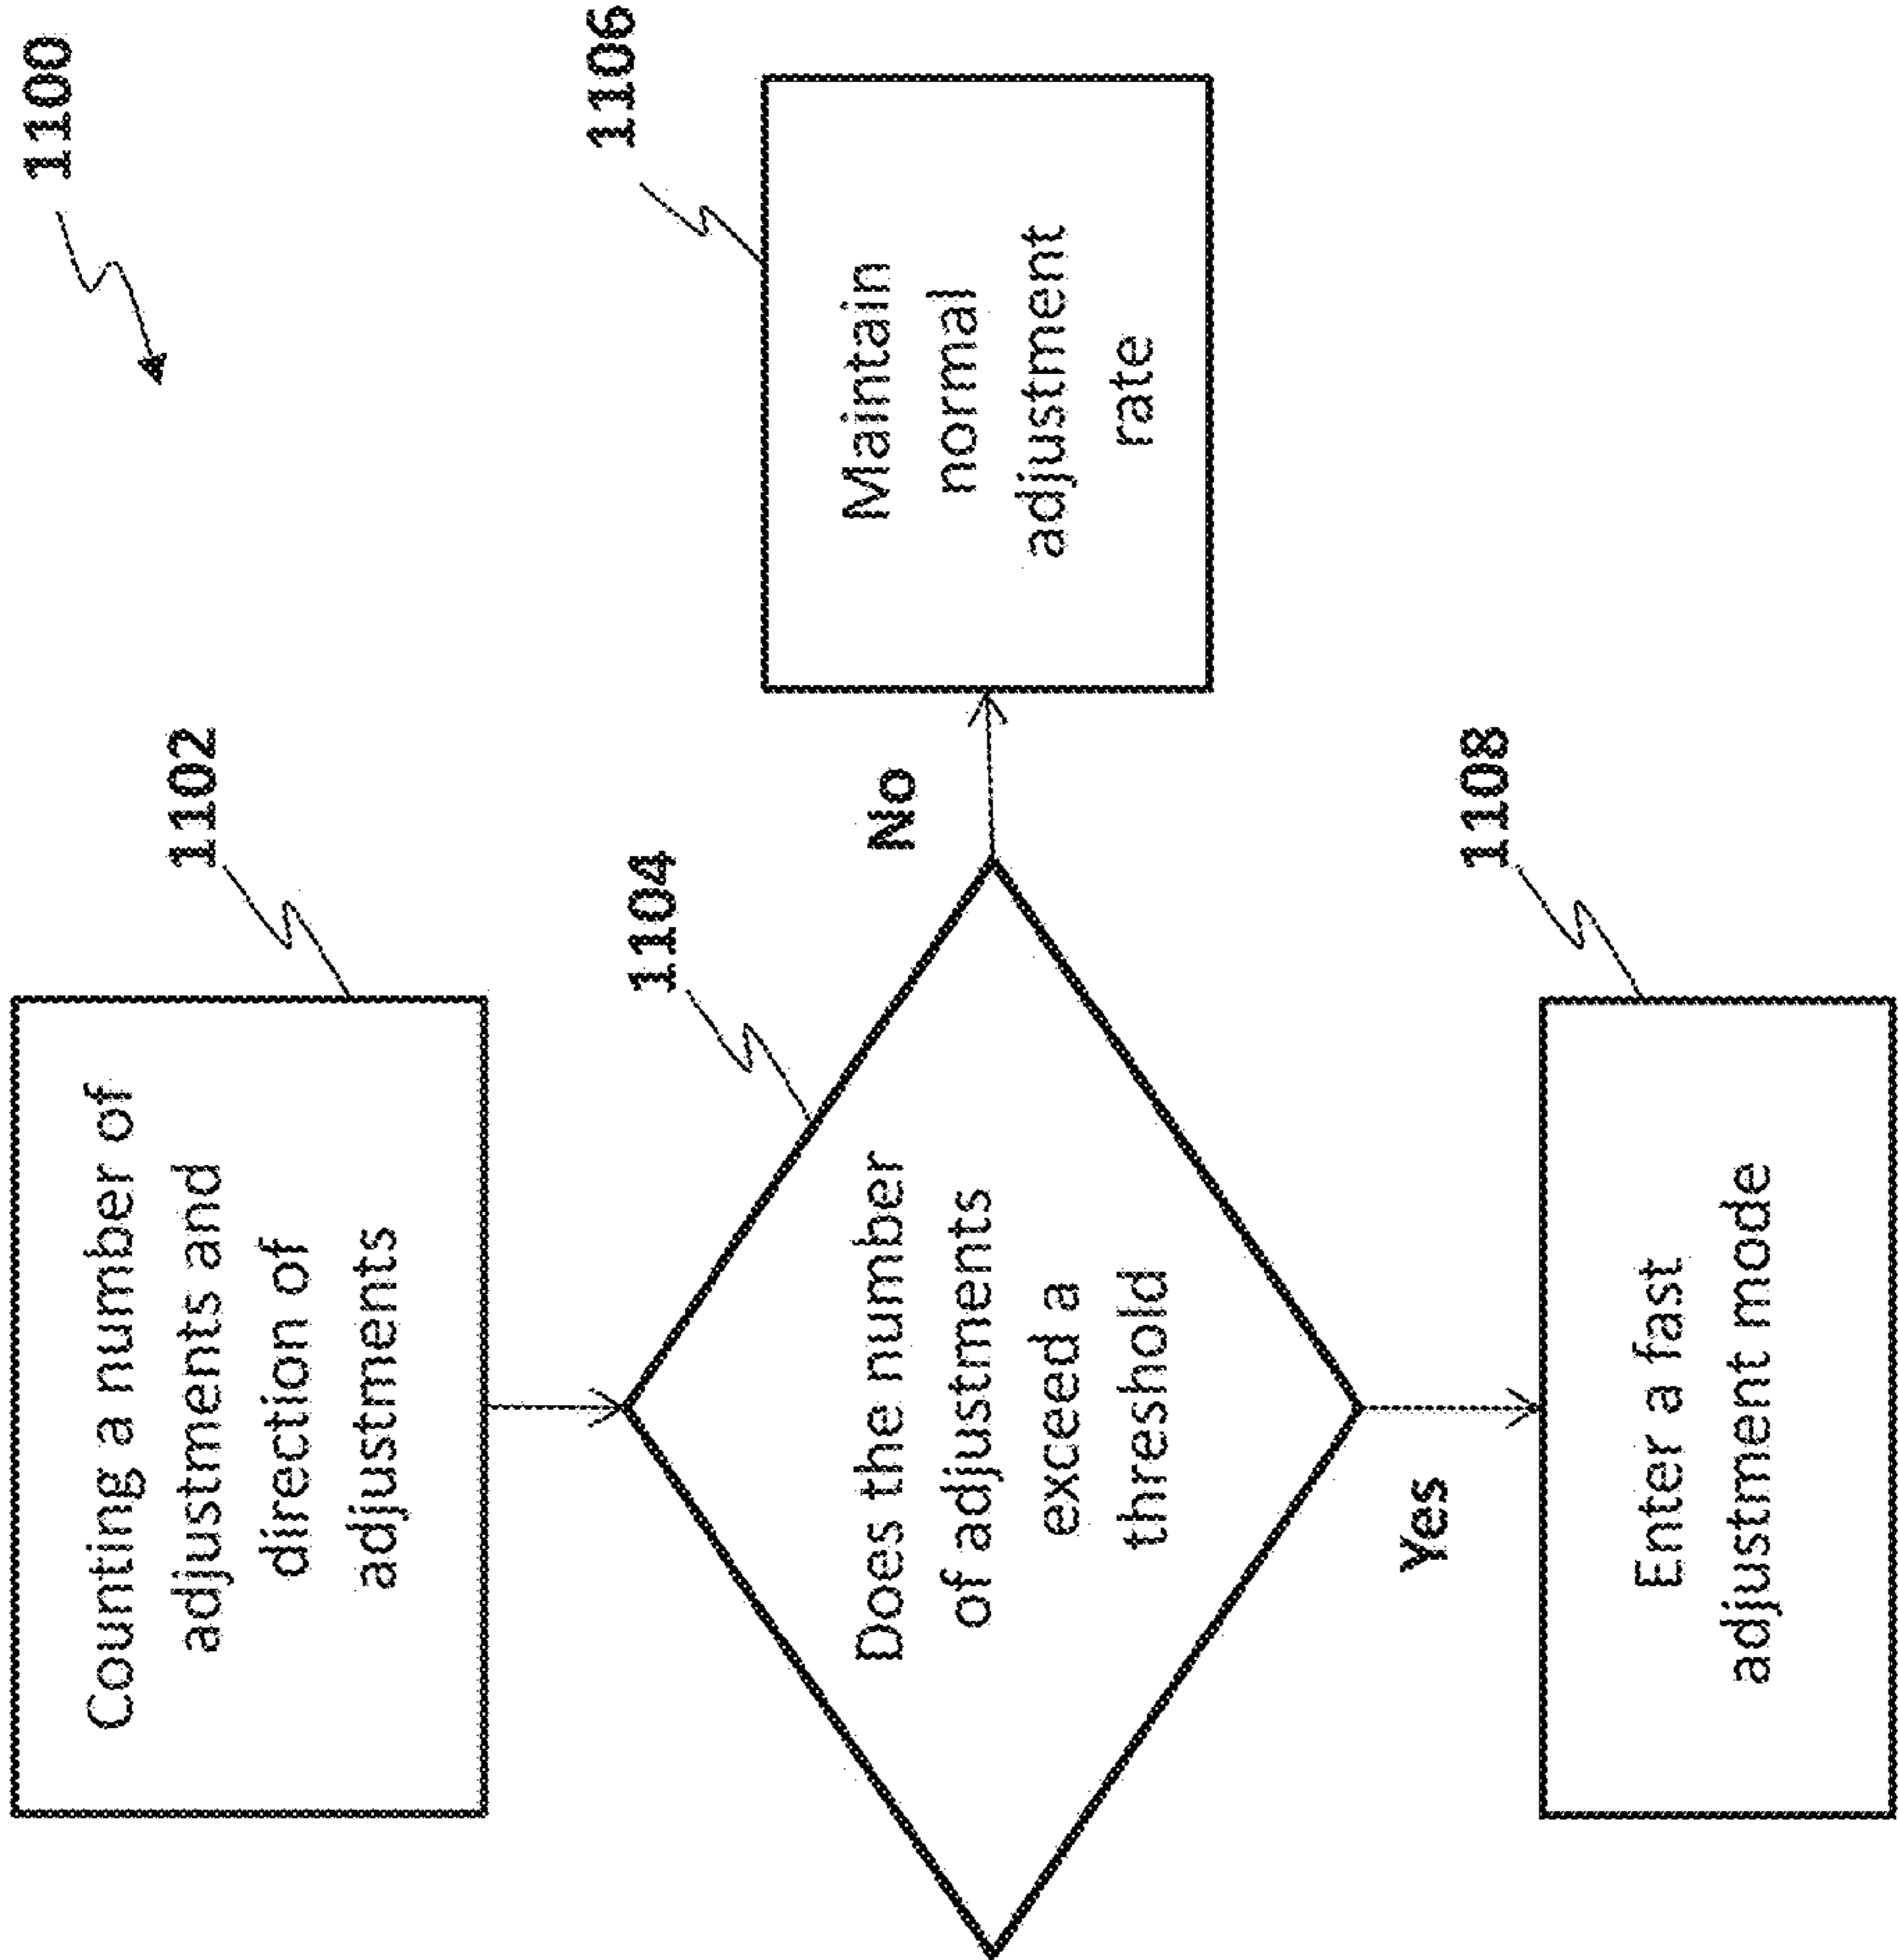 1100
1102
Counting a number of
adjustments and
direction of
adjustments
1104
Does the number
of adjustments
exceed a
threshold
No
1106
Maintain
normal
adjustment
rate
Yes
1108
Enter a fast
adjustment mode